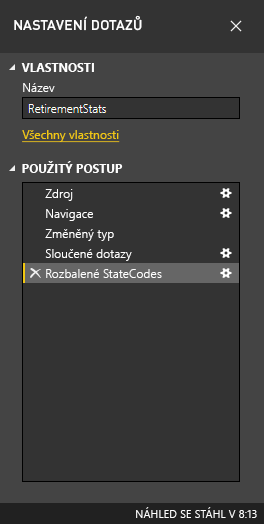 NASTAVENÍ DOTAZŮ
VLASTNOSTI
Název
RetirementStats
Všechny vlastnosti
POUŽITÝ POSTUP
Zdroj
Navigace
Změněný typ
Sloučené dotazy
Rozbalené StateCodes
NÁHLED SE STÁHL V 8:13